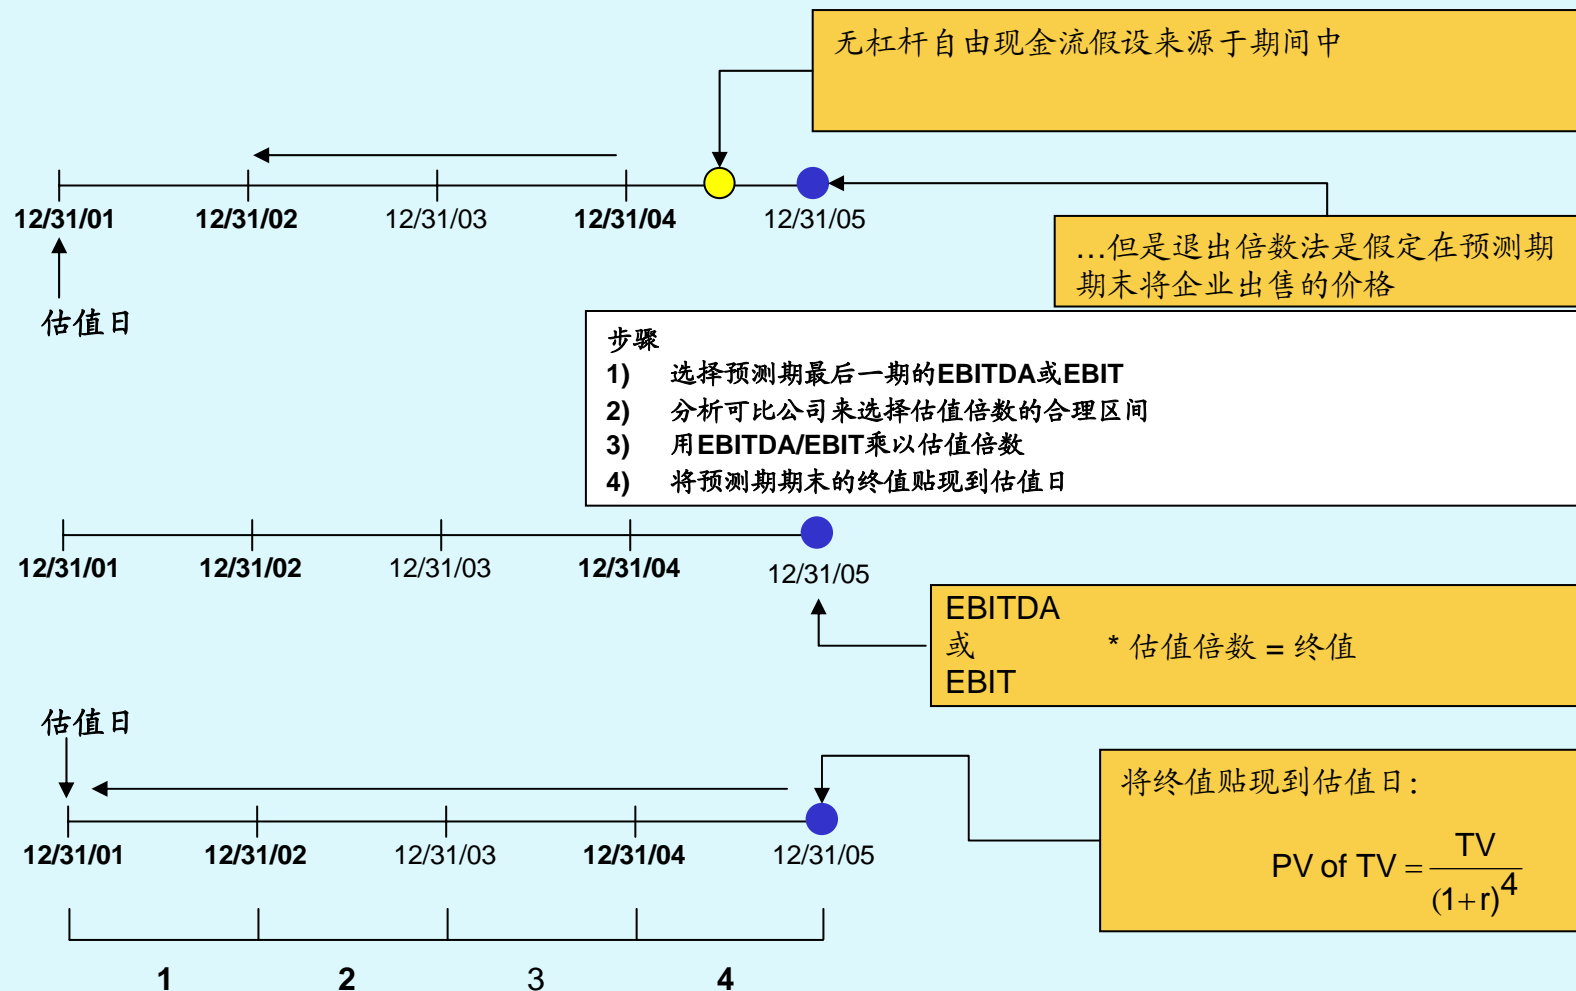 无杠杆自由现金流假设来源于期间中
12/31/01 12/31/02 12/31/03 12/31/04 12/31/05
…但是退出倍数法是假定在预测期
期末将企业出售的价格
估值日
步骤
1) 选择预测期最后一期的EBITDA或EBIT
2) 分析可比公司来选择估值倍数的合理区间
3) 用EBITDA/EBIT乘以估值倍数
4) 将预测期期末的终值贴现到估值日
12/31/01 12/31/02 12/31/03 12/31/04 12/31/05
EBITDA
或 * 估值倍数 = 终值
EBIT
估值日
将终值贴现到估值日：
PV of TV = TV / (1+r)^4
12/31/01 12/31/02 12/31/03 12/31/04 12/31/05
1 2 3 4